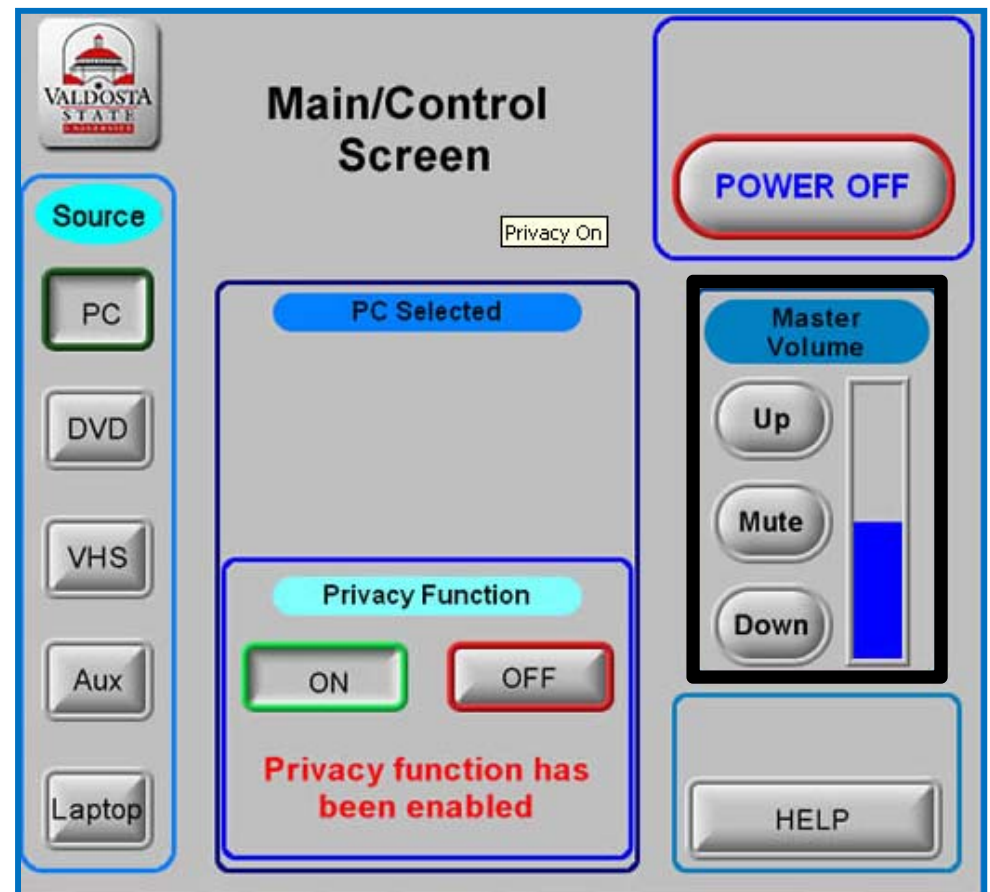 VALDOSTA
STATE
UNIVERSITY
Main/Control
Screen
POWER OFF
Source
Privacy On
PC
DVD
VHS
Aux
Laptop
PC Selected
Privacy Function
ON
OFF
Privacy function has
been enabled
Master
Volume
Up
Mute
Down
HELP